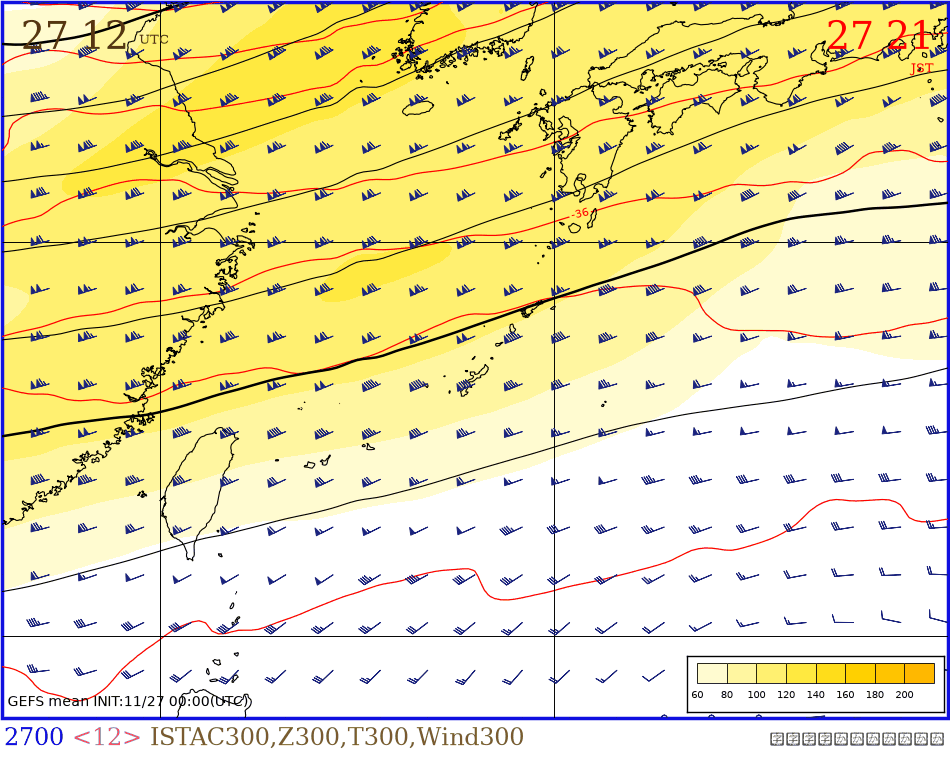 27 12 UTC
27 21
JST
-36
60 80 100 120 140 160 180 200
GEFS mean INIT:11/27 00:00(UTC)
2700 <12> ISTAC300,Z300,T300,Wind300